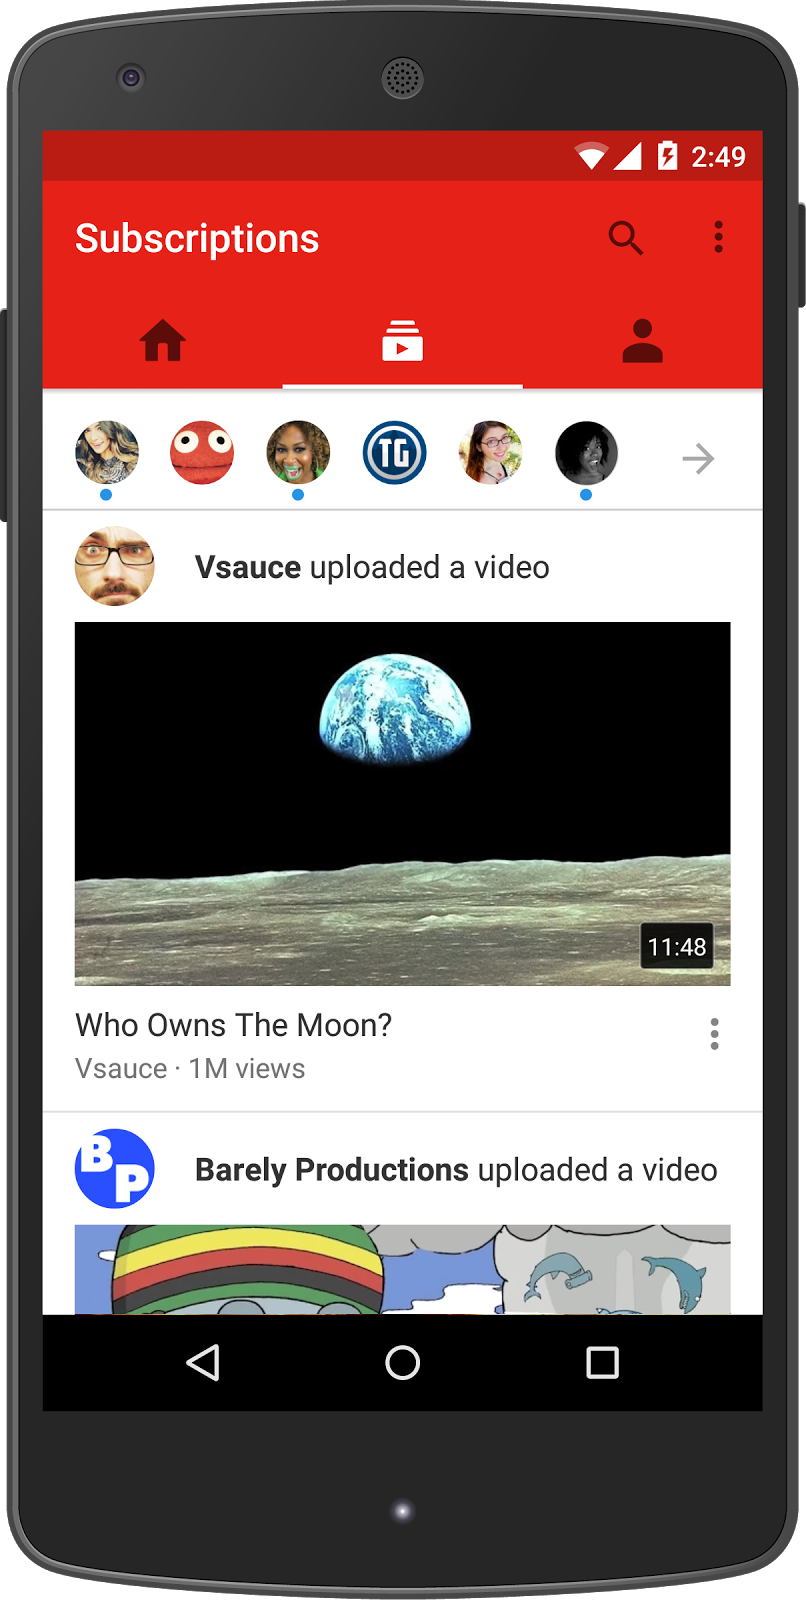 2:49
Subscriptions
TG
Vsauce uploaded a video
11:48
Who Owns The Moon?
Vsauce · 1M views
BP
Barely Productions uploaded a video